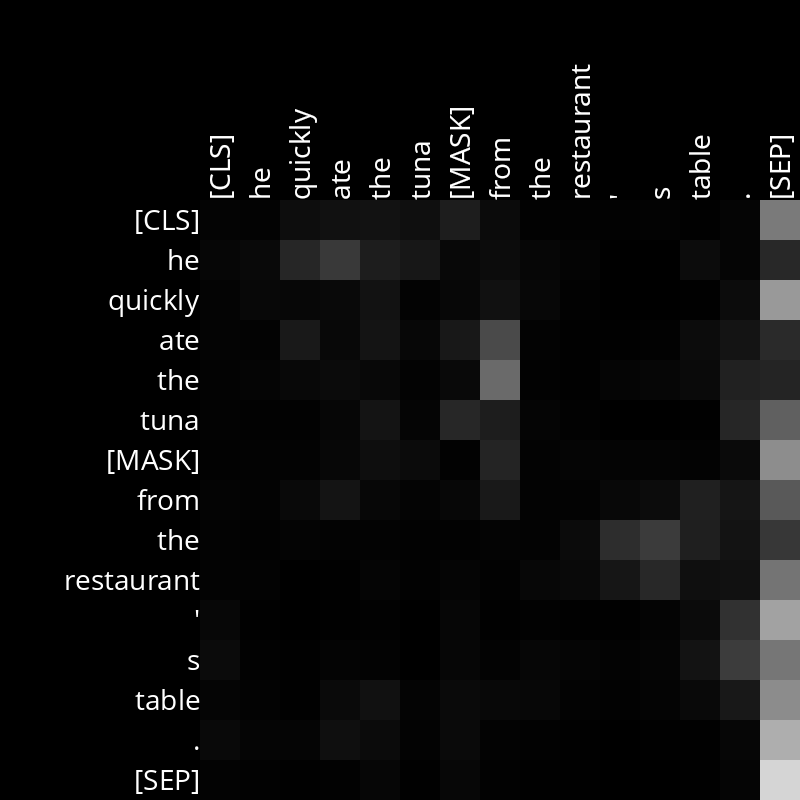 [CLS] he quickly ate the tuna [MASK] from the restaurant ' s table . [SEP]
[CLS]
he
quickly
ate
the
tuna
[MASK]
from
the
restaurant
'
s
table
.
[SEP]